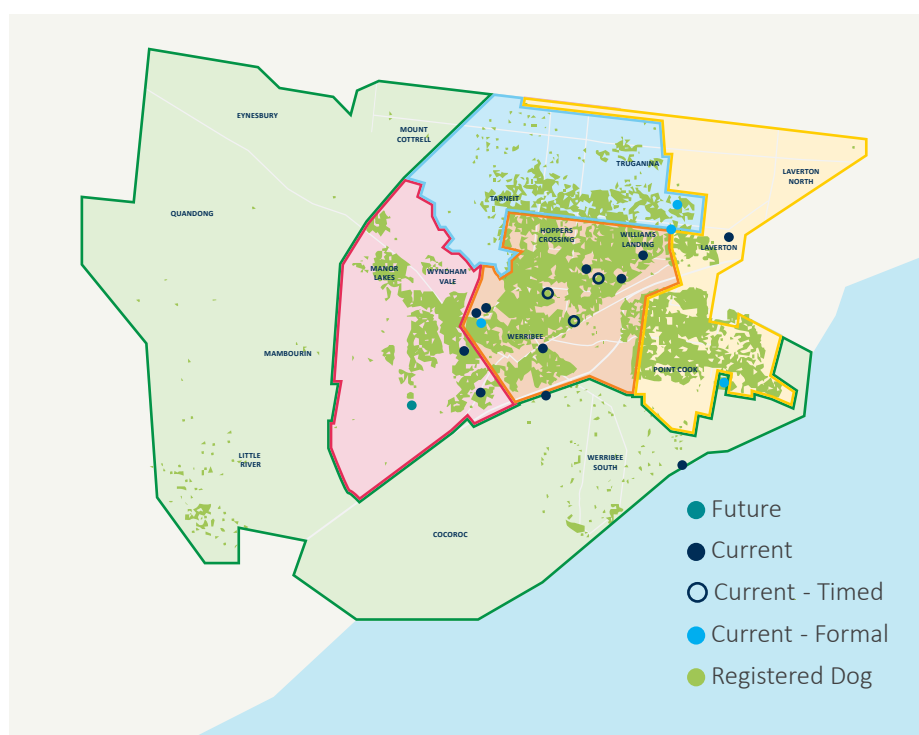 EYNESBURY
MOUNT
COTTRELL
TRUGANINA
LAVERTON
NORTH
TARNEIT
QUANDONG
HOPPERS
CROSSING
WILLIAMS
LANDING
LAVERTON
MANOR
LAKES
WYNDHAM
VALE
WERRIBEE
MAMBOURIN
POINT COOK
LITTLE
RIVER
WERRIBEE
SOUTH
COCOROC
Future
Current
Current - Timed
Current - Formal
Registered Dog